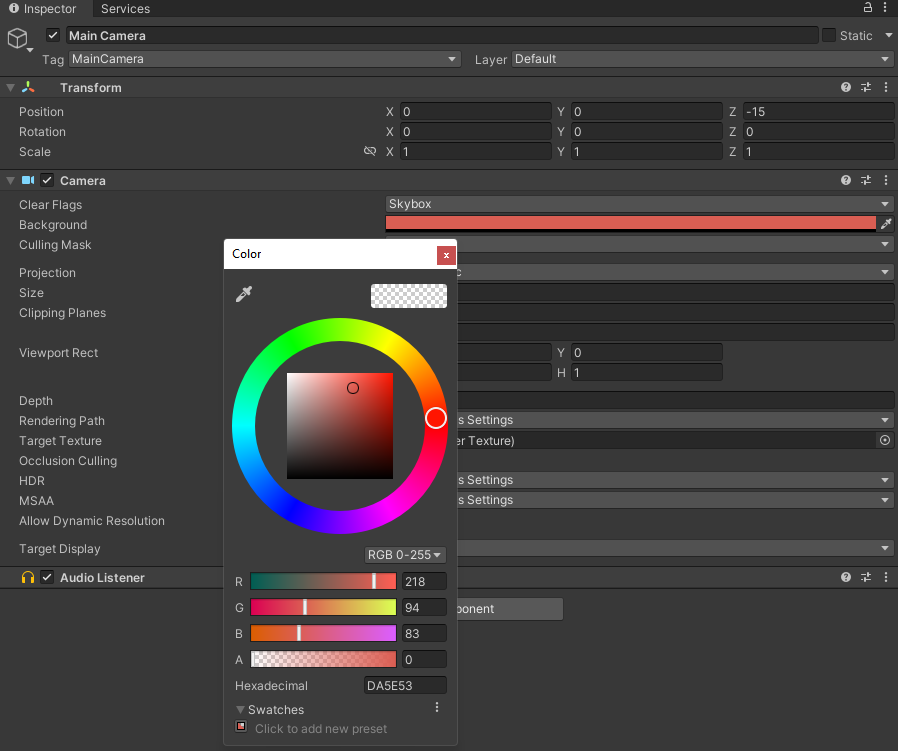 Inspector Services
Main Camera Static
Tag MainCamera Layer Default
Transform
Position X 0 Y 0 Z -15
Rotation X 0 Y 0 Z 0
Scale X 1 Y 1 Z 1
Camera
Clear Flags Skybox
Background
Culling Mask
Projection c
Size
Clipping Planes
Viewport Rect Y 0
H 1
Depth
Rendering Path s Settings
Target Texture er Texture)
Occlusion Culling
HDR s Settings
MSAA s Settings
Allow Dynamic Resolution
Target Display
Audio Listener
ponent
Color x
RGB 0-255
R 218
G 94
B 83
A 0
Hexadecimal DA5E53
Swatches
Click to add new preset